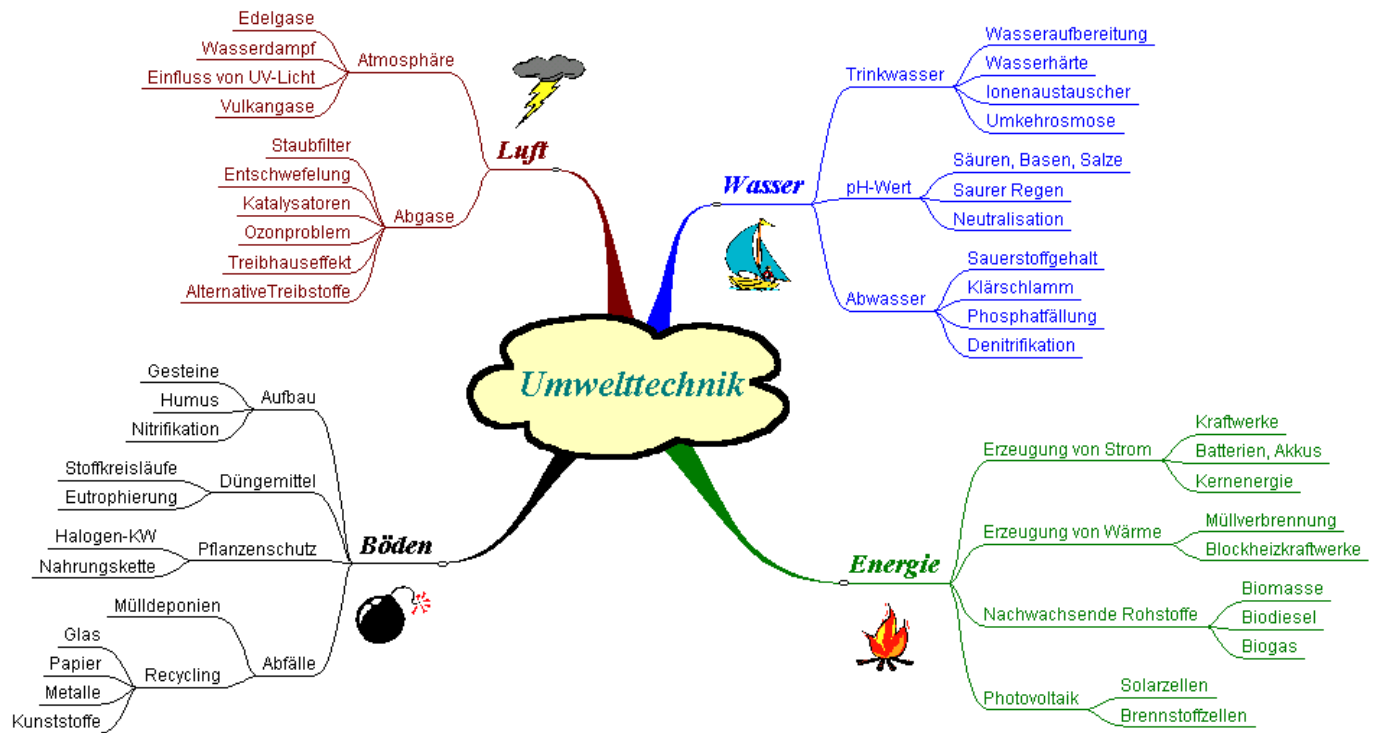 Umwelttechnik
Luft
Atmosphäre
Edelgase
Wasserdampf
Einfluss von UV-Licht
Vulkangase
Abgase
Staubfilter
Entschwefelung
Katalysatoren
Ozonproblem
Treibhauseffekt
AlternativeTreibstoffe
Wasser
Trinkwasser
Wasseraufbereitung
Wasserhärte
Ionenaustauscher
Umkehrosmose
pH-Wert
Säuren, Basen, Salze
Saurer Regen
Neutralisation
Abwasser
Sauerstoffgehalt
Klärschlamm
Phosphatfällung
Denitrifikation
Böden
Aufbau
Gesteine
Humus
Nitrifikation
Düngemittel
Stoffkreisläufe
Eutrophierung
Pflanzenschutz
Halogen-KW
Nahrungskette
Abfälle
Mülldeponien
Recycling
Glas
Papier
Metalle
Kunststoffe
Energie
Erzeugung von Strom
Kraftwerke
Batterien, Akkus
Kernenergie
Erzeugung von Wärme
Müllverbrennung
Blockheizkraftwerke
Nachwachsende Rohstoffe
Biomasse
Biodiesel
Biogas
Photovoltaik
Solarzellen
Brennstoffzellen